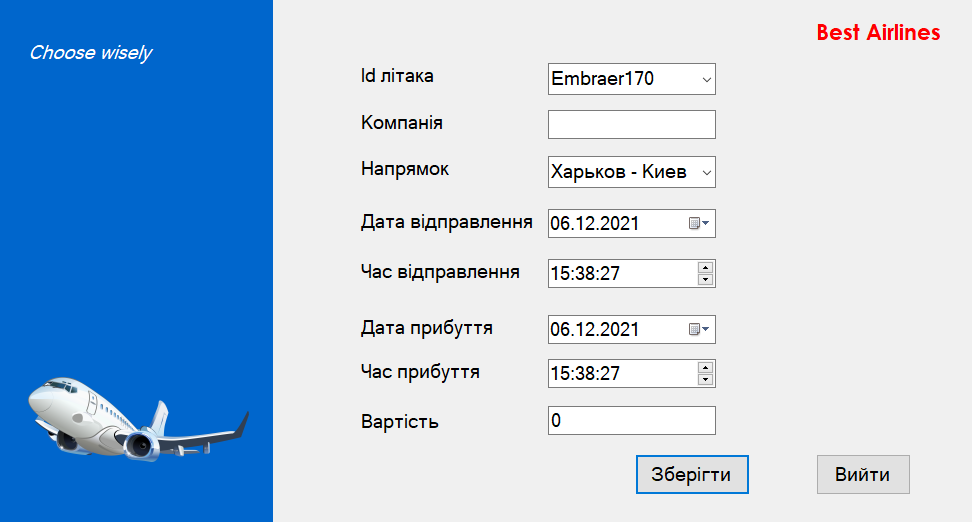 Choose wisely
Best Airlines
Id літака
Embraer170
Компанія
Напрямок
Харьков - Киев
Дата відправлення
06.12.2021
Час відправлення
15:38:27
Дата прибуття
06.12.2021
Час прибуття
15:38:27
Вартість
0
Зберігти
Вийти